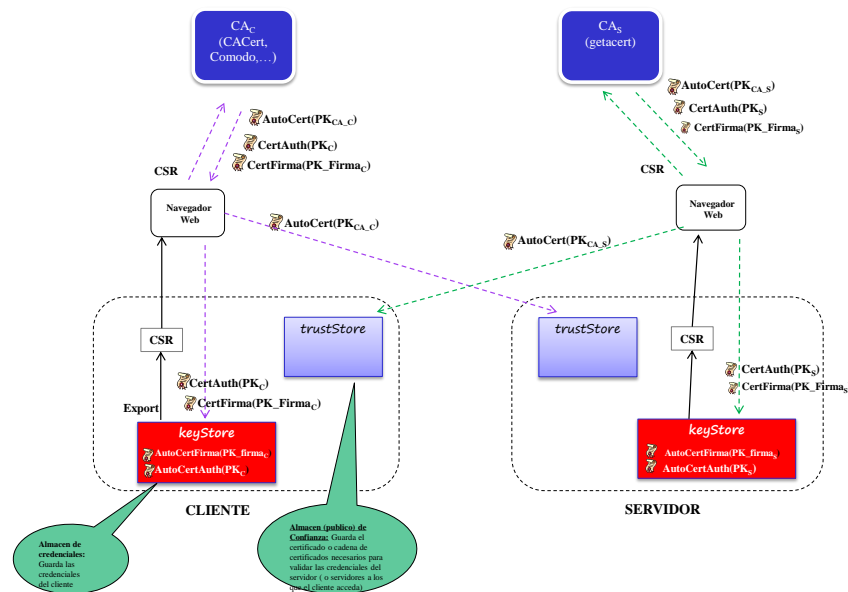 CA_C
(CACert,
Comodo,…)
CA_S
(getacert)
AutoCert(PK_CA_C)
CertAuth(PK_C)
CertFirma(PK_Firma_C)
CSR
AutoCert(PK_CA_S)
CertAuth(PK_S)
CertFirma(PK_Firma_S)
CSR
Navegador
Web
Navegador
Web
AutoCert(PK_CA_C)
AutoCert(PK_CA_S)
trustStore
trustStore
CSR
CSR
CertAuth(PK_C)
CertFirma(PK_Firma_C)
Export
CertAuth(PK_S)
CertFirma(PK_Firma_S)
keyStore
AutoCertFirma(PK_firma_C)
AutoCertAuth(PK_C)
keyStore
AutoCertFirma(PK_firma_S)
AutoCertAuth(PK_S)
CLIENTE
SERVIDOR
Almacen de
credenciales:
Guarda las
credenciales
del cliente
Almacen (publico) de
Confianza: Guarda el
certificado o cadena de
certificados necesarios para
validar las credenciales del
servidor ( o servidores a los
que el cliente acceda)